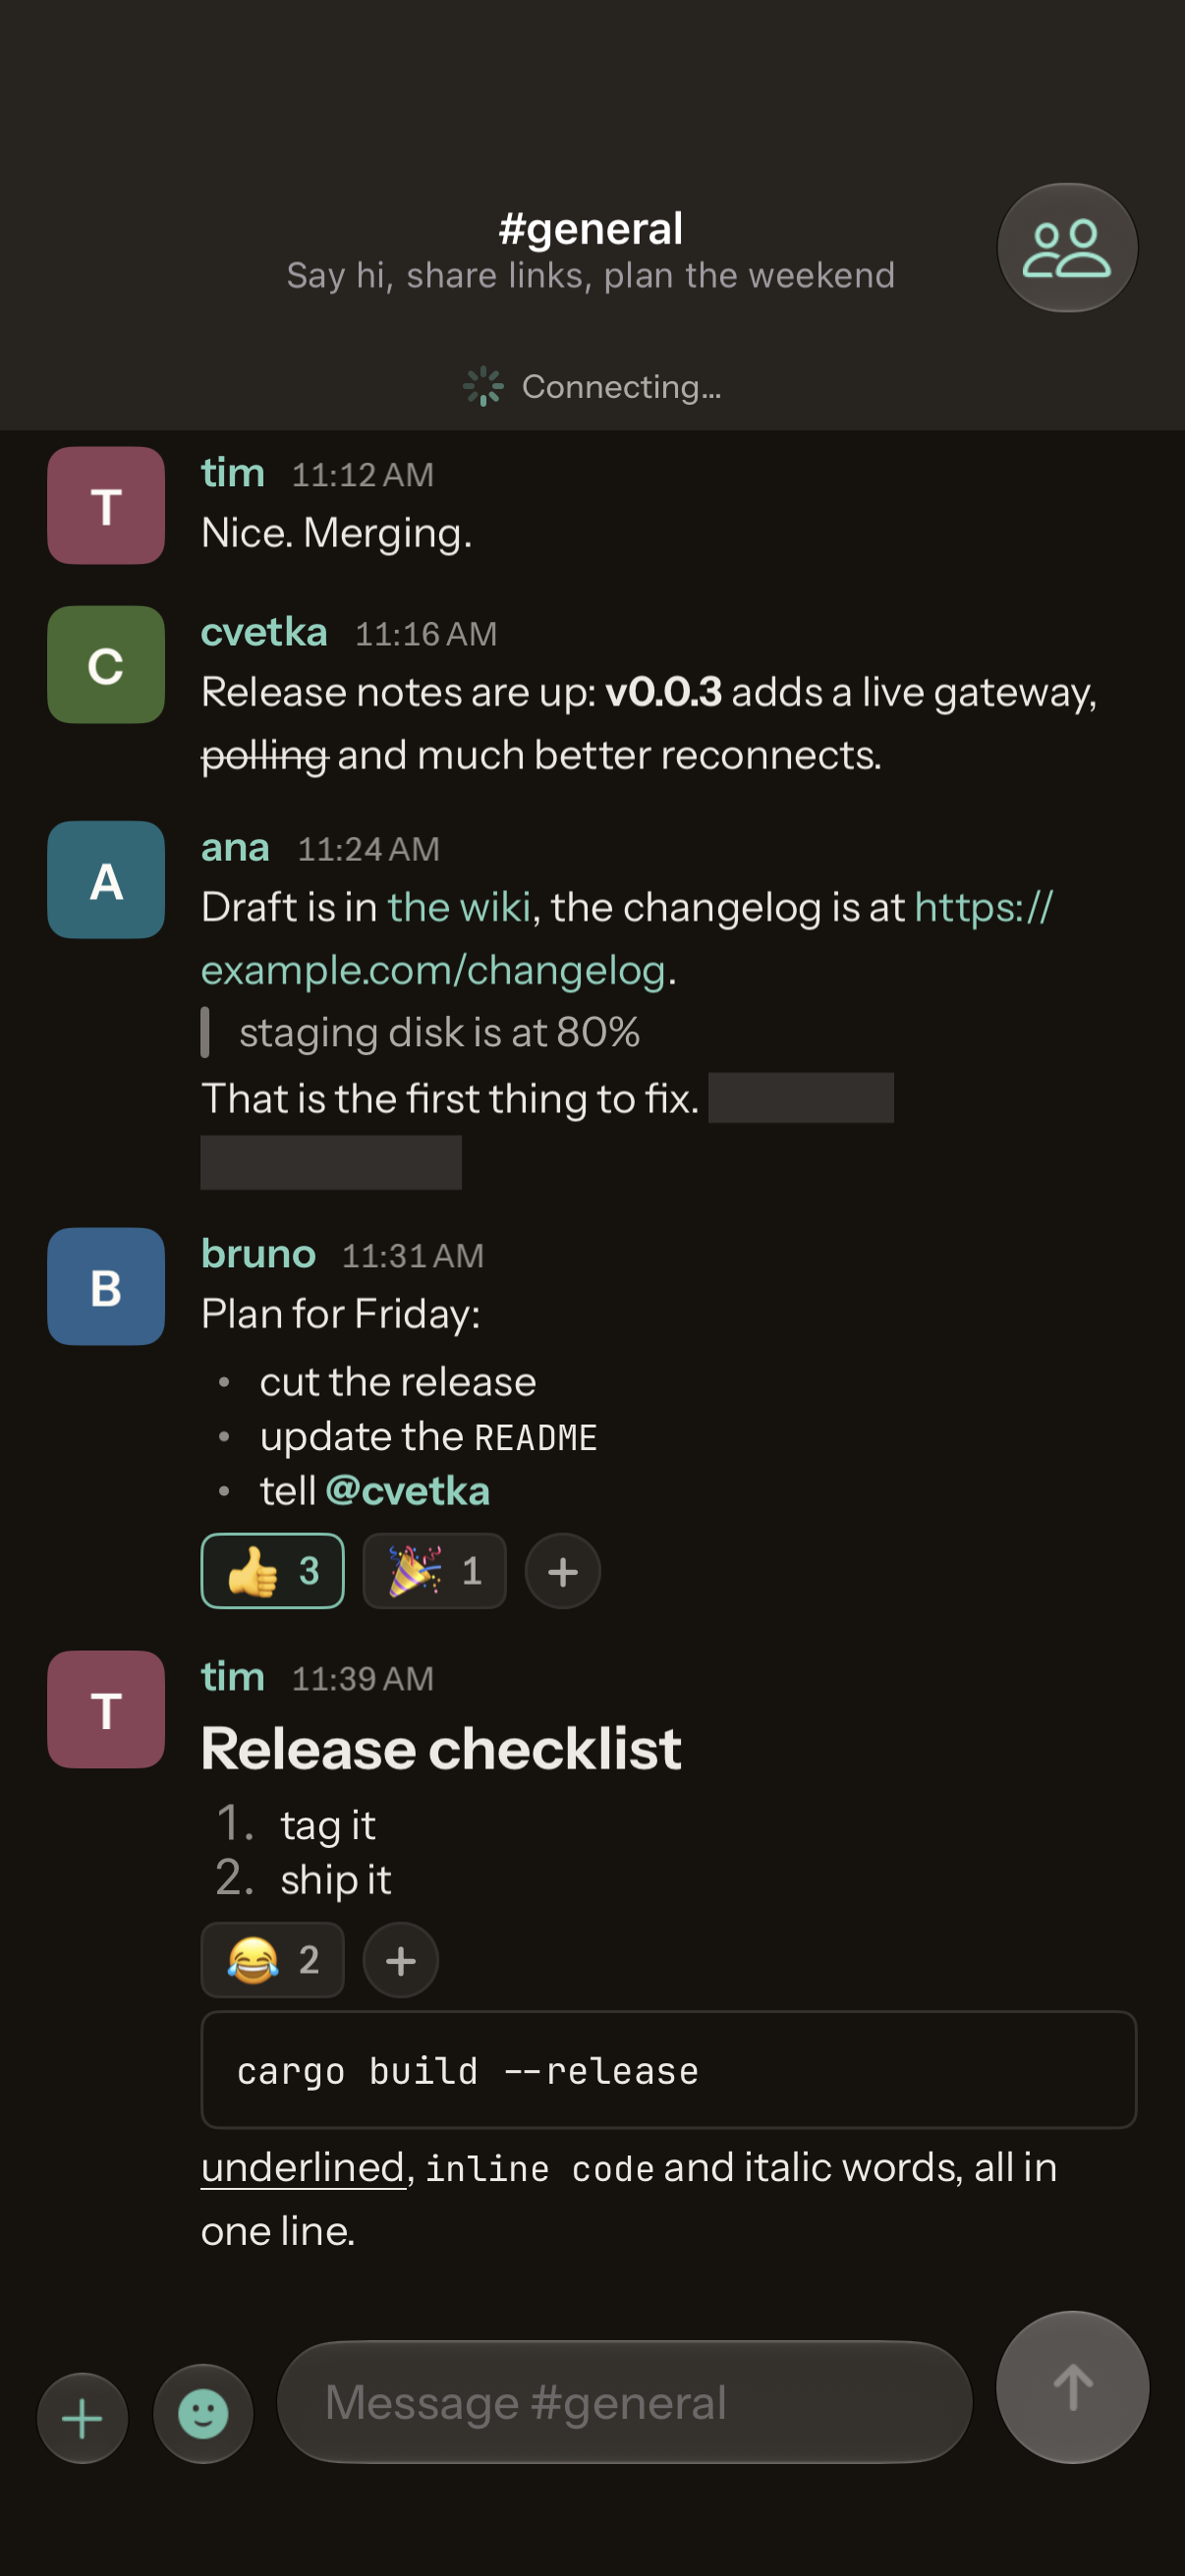 #general
Say hi, share links, plan the weekend
Connecting...
T
tim 11:12 AM
Nice. Merging.
C
cvetka 11:16 AM
Release notes are up: v0.0.3 adds a live gateway,
polling and much better reconnects.
A
ana 11:24 AM
Draft is in the wiki, the changelog is at https://
example.com/changelog.
staging disk is at 80%
That is the first thing to fix.
B
bruno 11:31 AM
Plan for Friday:
• cut the release
• update the README
• tell @cvetka
👍 3 🎉 1 +
T
tim 11:39 AM
Release checklist
1. tag it
2. ship it
😂 2 +
cargo build --release
underlined, inline code and italic words, all in
one line.
Message #general